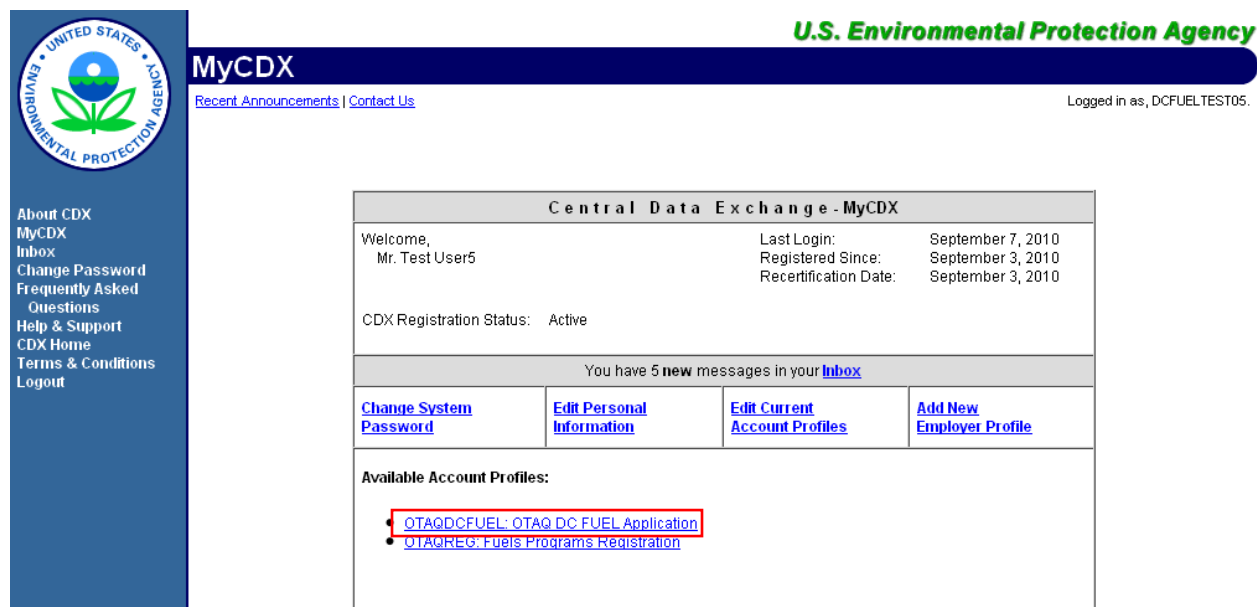 UNITED STATES
ENVIRONMENTAL PROTECTION AGENCY
U.S. Environmental Protection Agency
MyCDX
Recent Announcements | Contact Us
Logged in as, DCFUELTEST05.
About CDX
MyCDX
Inbox
Change Password
Frequently Asked
Questions
Help & Support
CDX Home
Terms & Conditions
Logout
Central Data Exchange - MyCDX
Welcome,
Mr. Test User5
Last Login: September 7, 2010
Registered Since: September 3, 2010
Recertification Date: September 3, 2010
CDX Registration Status: Active
You have 5 new messages in your Inbox
Change System
Password
Edit Personal
Information
Edit Current
Account Profiles
Add New
Employer Profile
Available Account Profiles:
OTAQDCFUEL: OTAQ DC FUEL Application
OTAQREG: Fuels Programs Registration